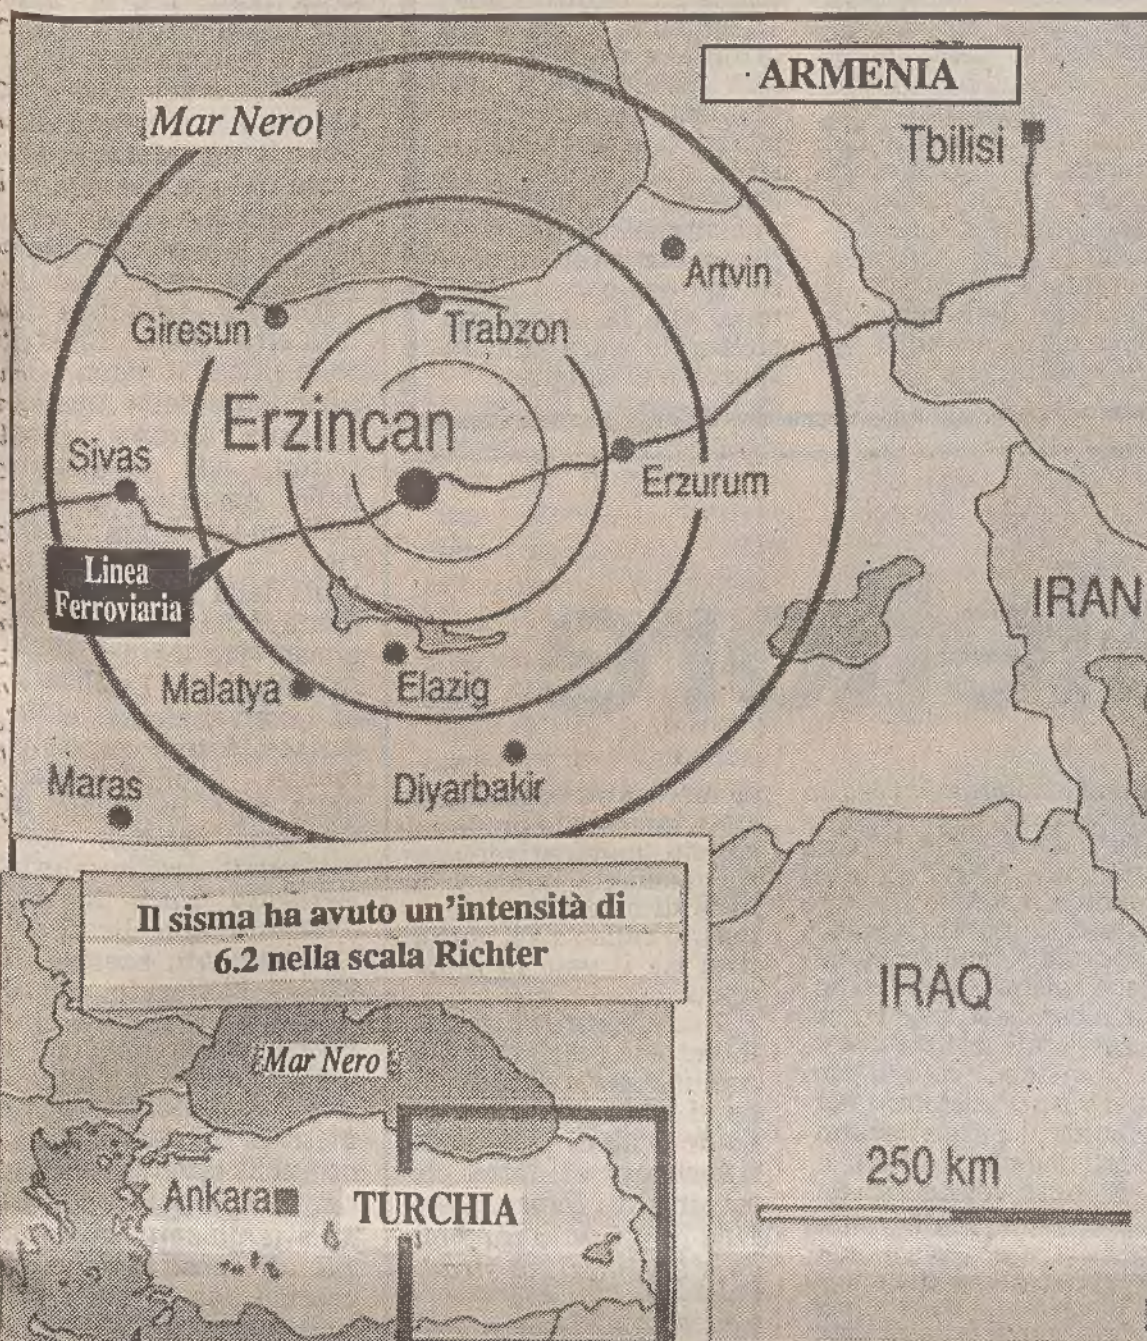 ARMENIA
Mar Nero
Tbilisi
Artvin
Giresun
Trabzon
Erzincan
Sivas
Erzurum
Linea
Ferroviaria
IRAN
Malatya
Elazig
Maras
Diyarbakir
Il sisma ha avuto un'intensità di
6.2 nella scala Richter
IRAQ
Mar Nero
250 km
Ankara
TURCHIA